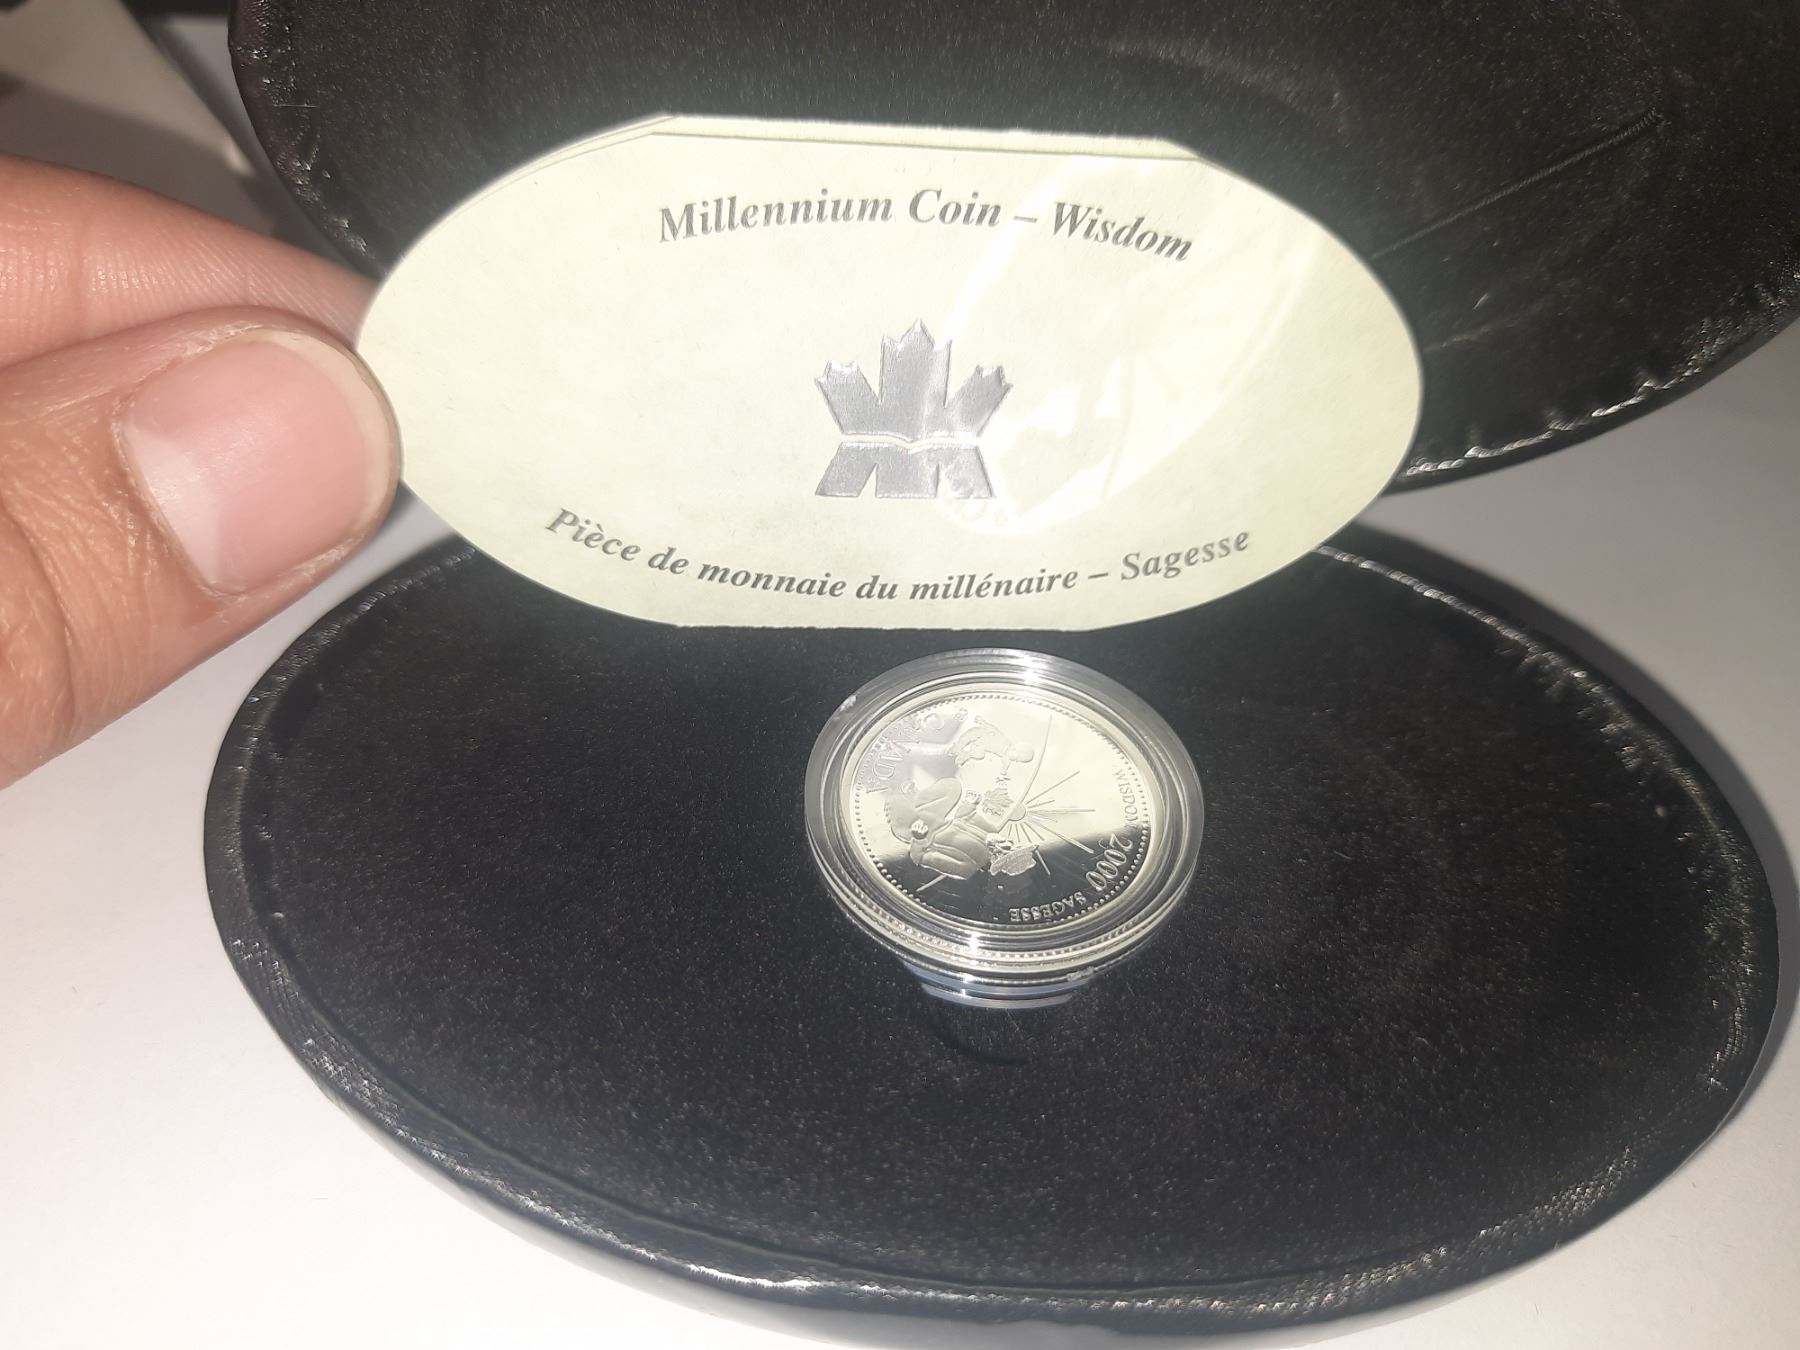 Millennium Coin – Wisdom
Pièce de monnaie du millénaire – Sagesse
CANADA
WISDOM 2000 SAGESSE